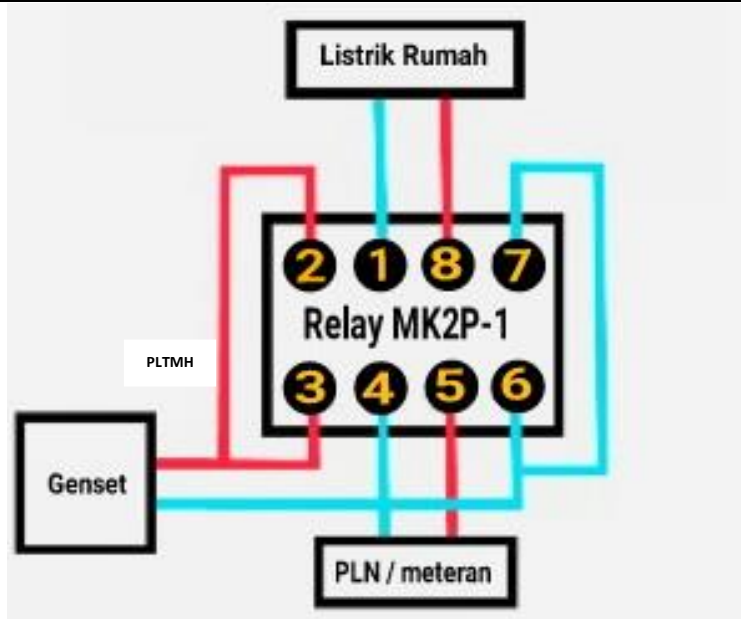 Listrik Rumah
2 1 8 7
Relay MK2P-1
PLTMH
3 4 5 6
Genset
PLN / meteran